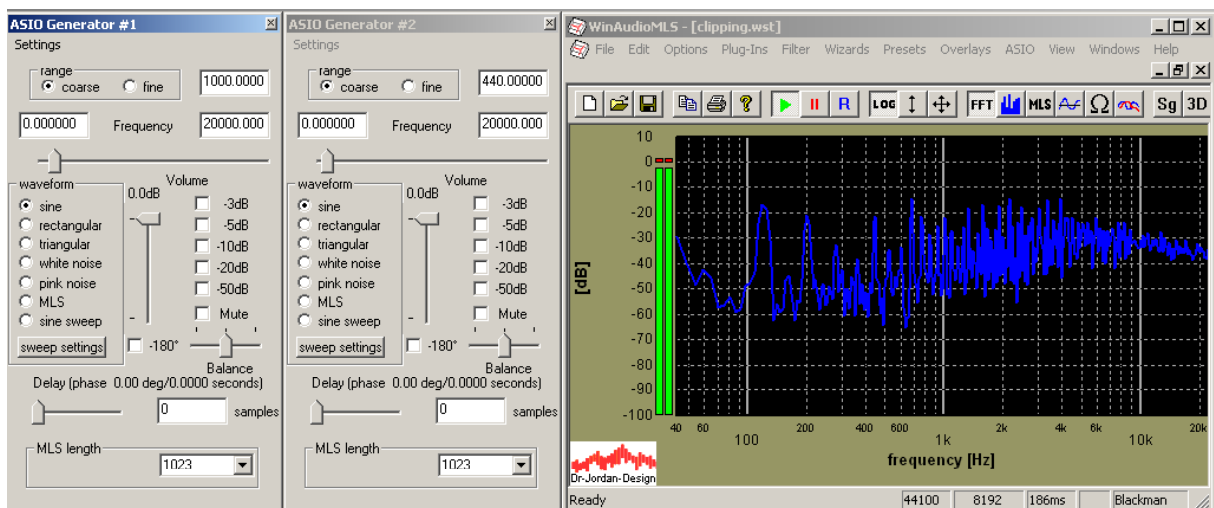 ASIO Generator #1
Settings
range
coarse
fine
1000.0000
0.000000
Frequency
20000.000
waveform
sine
rectangular
triangular
white noise
pink noise
MLS
sine sweep
sweep settings
Volume
0.0dB
-3dB
-5dB
-10dB
-20dB
-50dB
Mute
-180°
Balance
Delay (phase 0.00 deg/0.0000 seconds)
0
samples
MLS length
1023
ASIO Generator #2
Settings
range
coarse
fine
440.00000
0.000000
Frequency
20000.000
waveform
sine
rectangular
triangular
white noise
pink noise
MLS
sine sweep
sweep settings
Volume
0.0dB
-3dB
-5dB
-10dB
-20dB
-50dB
Mute
-180°
Balance
Delay (phase 0.00 deg/0.0000 seconds)
0
samples
MLS length
1023
WinAudioMLS - [clipping.wst]
File Edit Options Plug-Ins Filter Wizards Presets Overlays ASIO View Windows Help
R LOG FFT MLS Ω Sg 3D
10
0
-10
-20
-30
-40
-50
-60
-70
-80
-90
-100
[dB]
40 60 200 400 600 2k 4k 6k 20k
100 1k 10k
frequency [Hz]
Dr-Jordan-Design
Ready 44100 8192 186ms Blackman